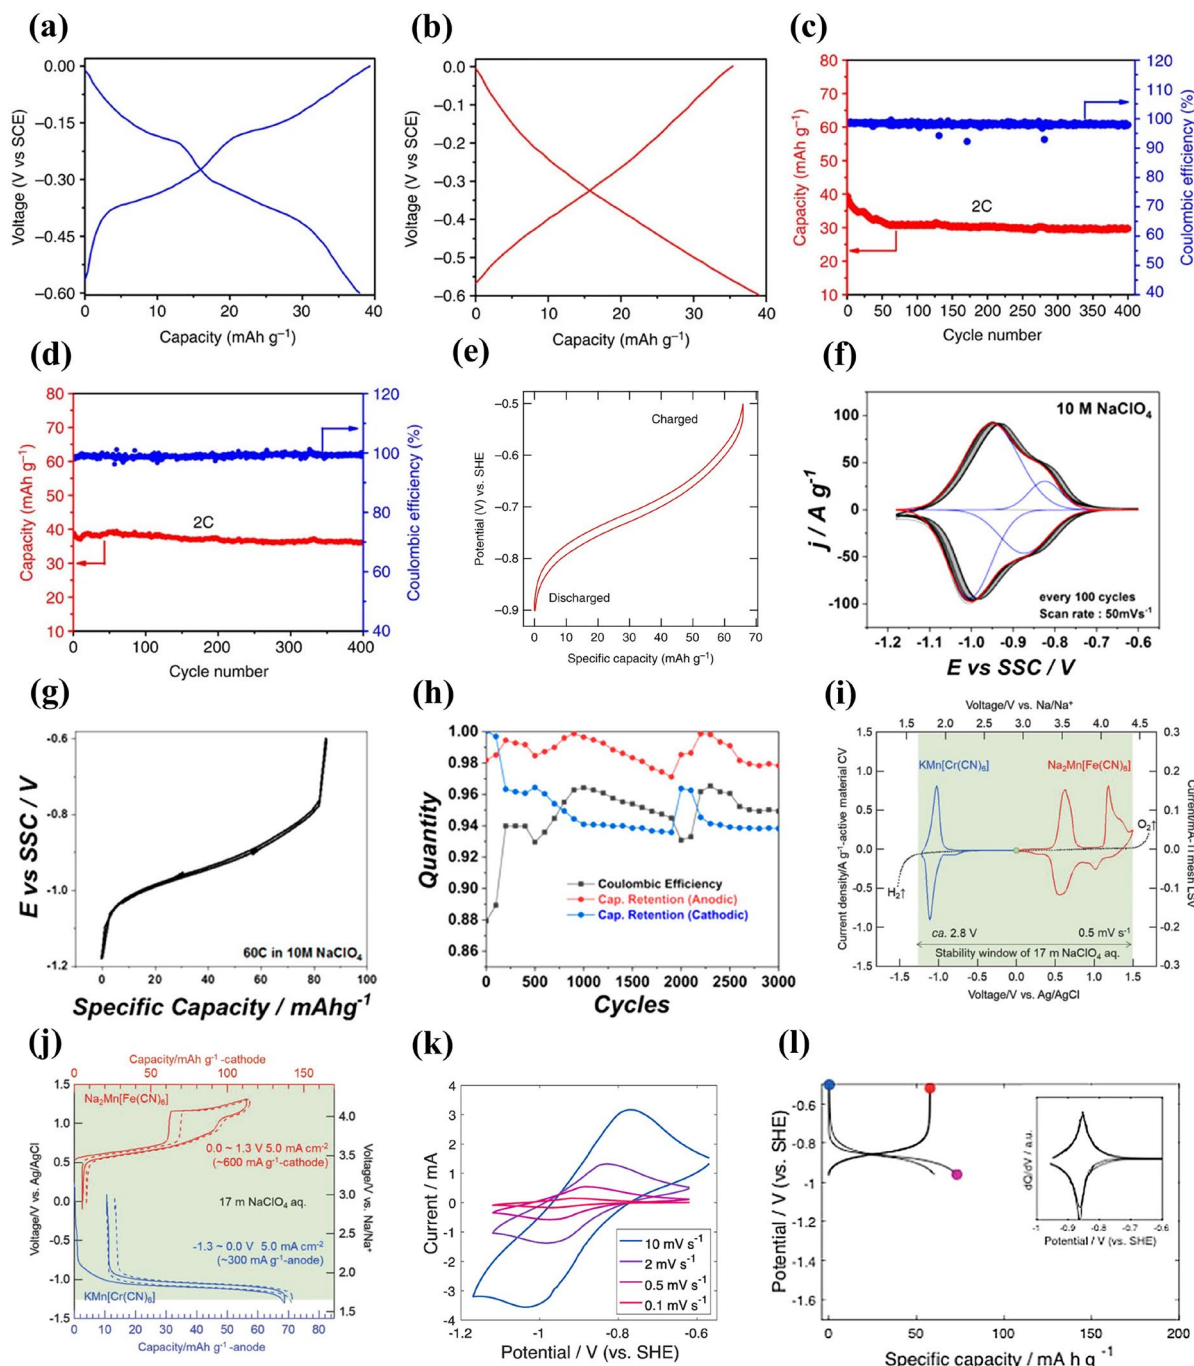 (a)
0.00
−0.15
−0.30
−0.45
−0.60
Voltage (V vs SCE)
0 10 20 30 40
Capacity (mAh g⁻¹)
(b)
0.0
−0.1
−0.2
−0.3
−0.4
−0.5
−0.6
Voltage (V vs SCE)
0 10 20 30 40
Capacity (mAh g⁻¹)
(c)
80
70
60
50
40
30
20
10
Capacity (mAh g⁻¹)
2C
120
110
100
90
80
70
60
50
40
Coulombic efficiency (%)
0 50 100 150 200 250 300 350 400
Cycle number
(d)
80
70
60
50
40
30
20
10
Capacity (mAh g⁻¹)
2C
120
100
80
60
40
Coulombic efficiency (%)
0 100 200 300 400
Cycle number
(e)
−0.5
−0.6
−0.7
−0.8
−0.9
Potential (V) vs. SHE
Charged
Discharged
0 10 20 30 40 50 60 70
Specific capacity (mAh g⁻¹)
(f)
10 M NaClO₄
100
50
0
-50
-100
j / A g⁻¹
every 100 cycles
Scan rate : 50mVs⁻¹
-1.2 -1.1 -1.0 -0.9 -0.8 -0.7 -0.6
E vs SSC / V
(g)
-0.6
-0.8
-1.0
-1.2
E vs SSC / V
60C in 10M NaClO₄
0 20 40 60 80 100
Specific Capacity / mAhg⁻¹
(h)
1.00
0.98
0.96
0.94
0.92
0.90
0.88
0.86
Quantity
Coulombic Efficiency
Cap. Retention (Anodic)
Cap. Retention (Cathodic)
0 500 1000 1500 2000 2500 3000
Cycles
(i)
Voltage/V vs. Na/Na⁺
1.5 2.0 2.5 3.0 3.5 4.0 4.5
1.5
1.0
0.5
0.0
-0.5
-1.0
-1.5
Current density/A g⁻¹-active material CV
KMn[Cr(CN)₆]
Na₂Mn[Fe(CN)₆]
O₂↑
H₂↑
ca. 2.8 V
0.5 mV s⁻¹
Stability window of 17 m NaClO₄ aq.
0.3
0.2
0.1
0.0
-0.1
-0.2
-0.3
Current/mA-Ti mesh LSV
-1.5 -1.0 -0.5 0.0 0.5 1.0 1.5
Voltage/V vs. Ag/AgCl
(j)
Capacity/mAh g⁻¹ -cathode
0 50 100 150
1.5
1.0
0.5
0.0
-0.5
-1.0
-1.5
Voltage/V vs. Ag/AgCl
Na₂Mn[Fe(CN)₆]
0.0 ~ 1.3 V 5.0 mA cm⁻²
(~600 mA g⁻¹-cathode)
17 m NaClO₄ aq.
-1.3 ~ 0.0 V 5.0 mA cm⁻²
(~300 mA g⁻¹-anode)
KMn[Cr(CN)₆]
4.0
3.5
3.0
2.5
2.0
1.5
Voltage/V vs. Na/Na⁺
0 10 20 30 40 50 60 70 80
Capacity/mAh g⁻¹ -anode
(k)
4
3
2
1
0
-1
-2
-3
-4
Current / mA
10 mV s⁻¹
2 mV s⁻¹
0.5 mV s⁻¹
0.1 mV s⁻¹
-1.2 -1 -0.8 -0.6
Potential / V (vs. SHE)
(l)
-0.6
-0.8
-1
-1.2
-1.4
-1.6
Potential / V (vs. SHE)
dQ/dV / a.u.
-1 -0.9 -0.8 -0.7 -0.6
Potential / V (vs. SHE)
0 50 100 150 200
Specific capacity / mA h g⁻¹